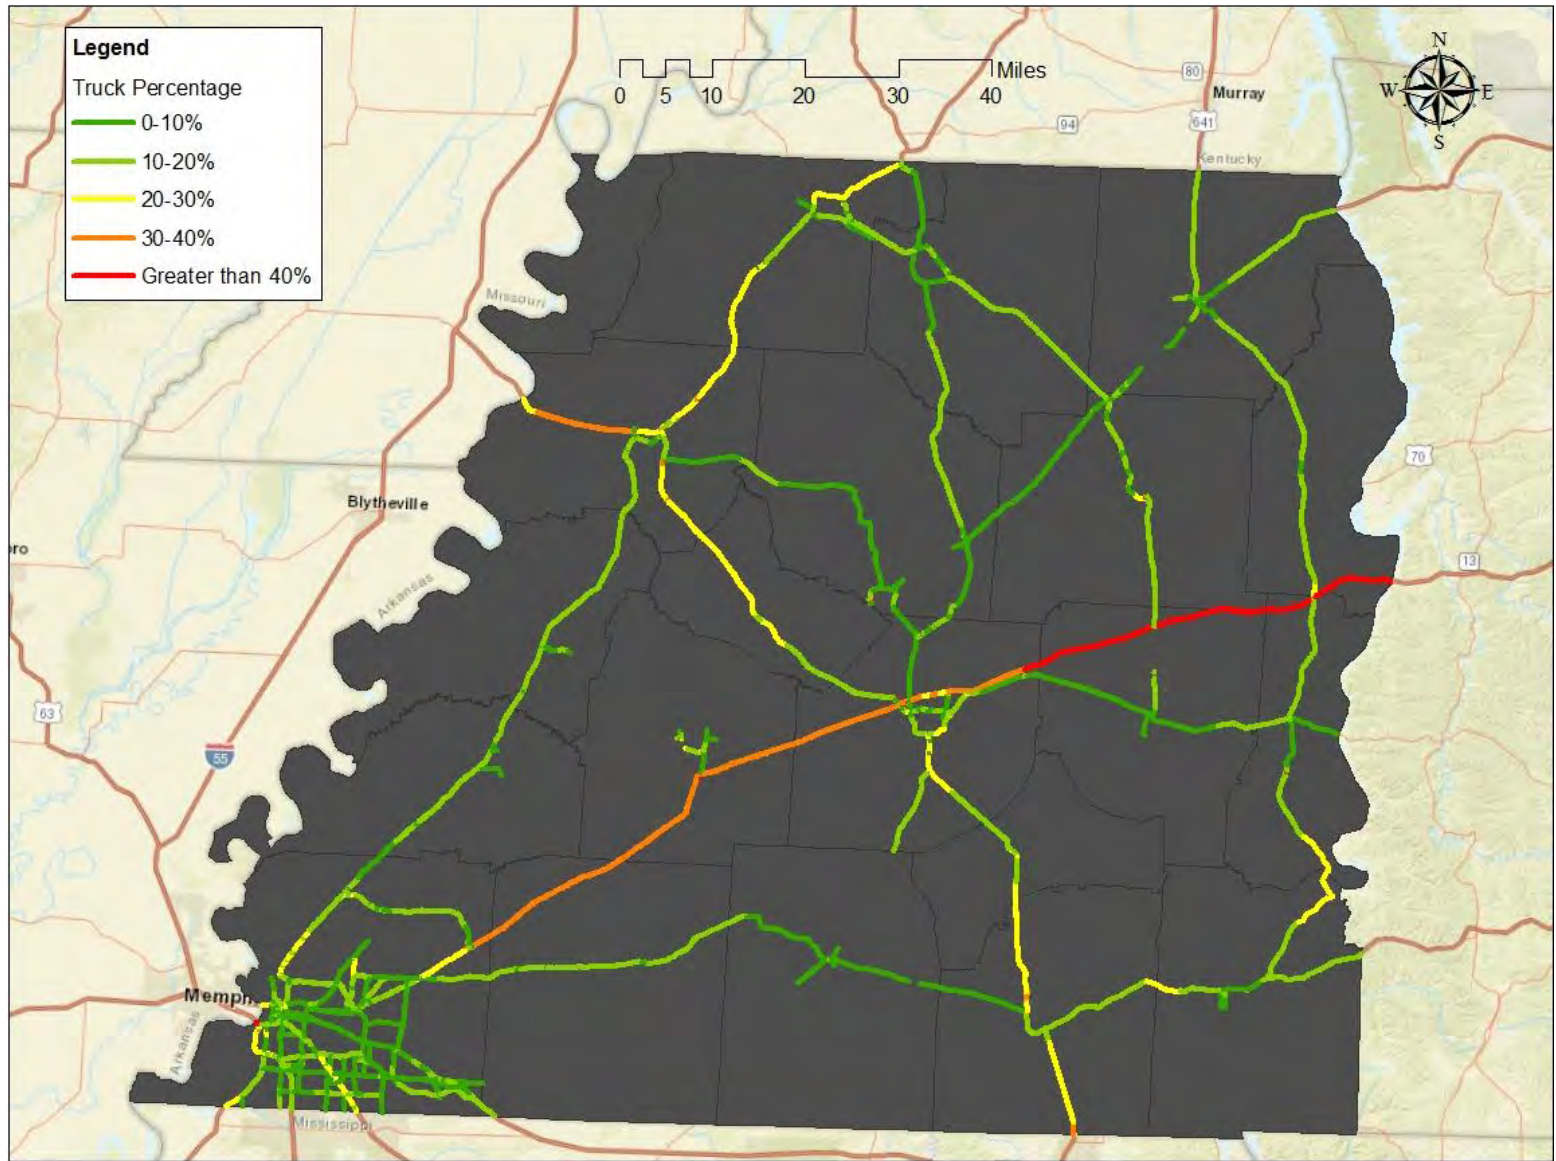 Legend
Truck Percentage
0-10%
10-20%
20-30%
30-40%
Greater than 40%
Miles
0 5 10 20 30 40
N
W E
S
80
Murray
94
641
Kentucky
Missouri
Blytheville
70
13
Arkansas
63
55
Memph
Arkansas
Mississippi